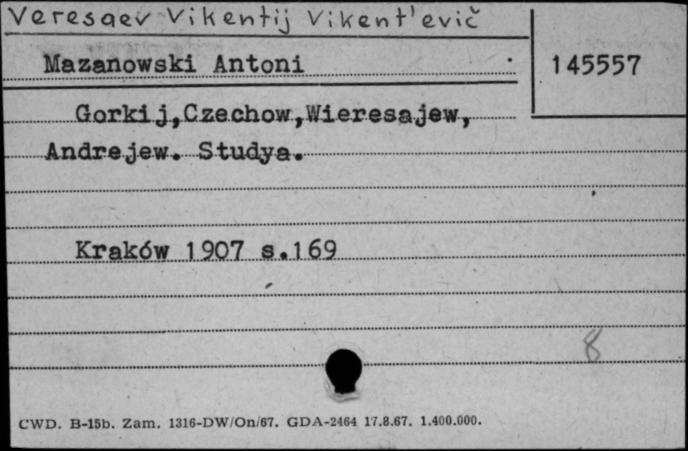 Veresaev Vikentij Vikent'evič
Mazanowski Antoni
145557
Gorkij,Czechow,Wieresajew,
Andrejew. Studya.
Kraków 1907 s.169
8
CWD. B-15b. Zam. 1316-DW/On/67. GDA-2464 17.8.67. 1.400.000.